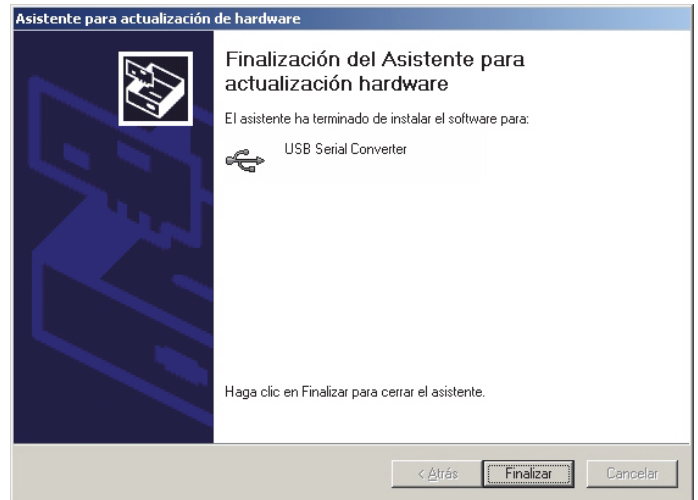 Asistente para actualización de hardware
Finalización del Asistente para
actualización hardware
El asistente ha terminado de instalar el software para:
USB Serial Converter
Haga clic en Finalizar para cerrar el asistente.
< Atrás
Finalizar
Cancelar